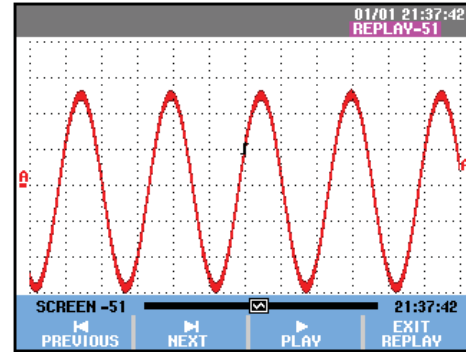 01/01 21:37:42
REPLAY-51
A
A
SCREEN -51 21:37:42
PREVIOUS NEXT PLAY EXIT REPLAY